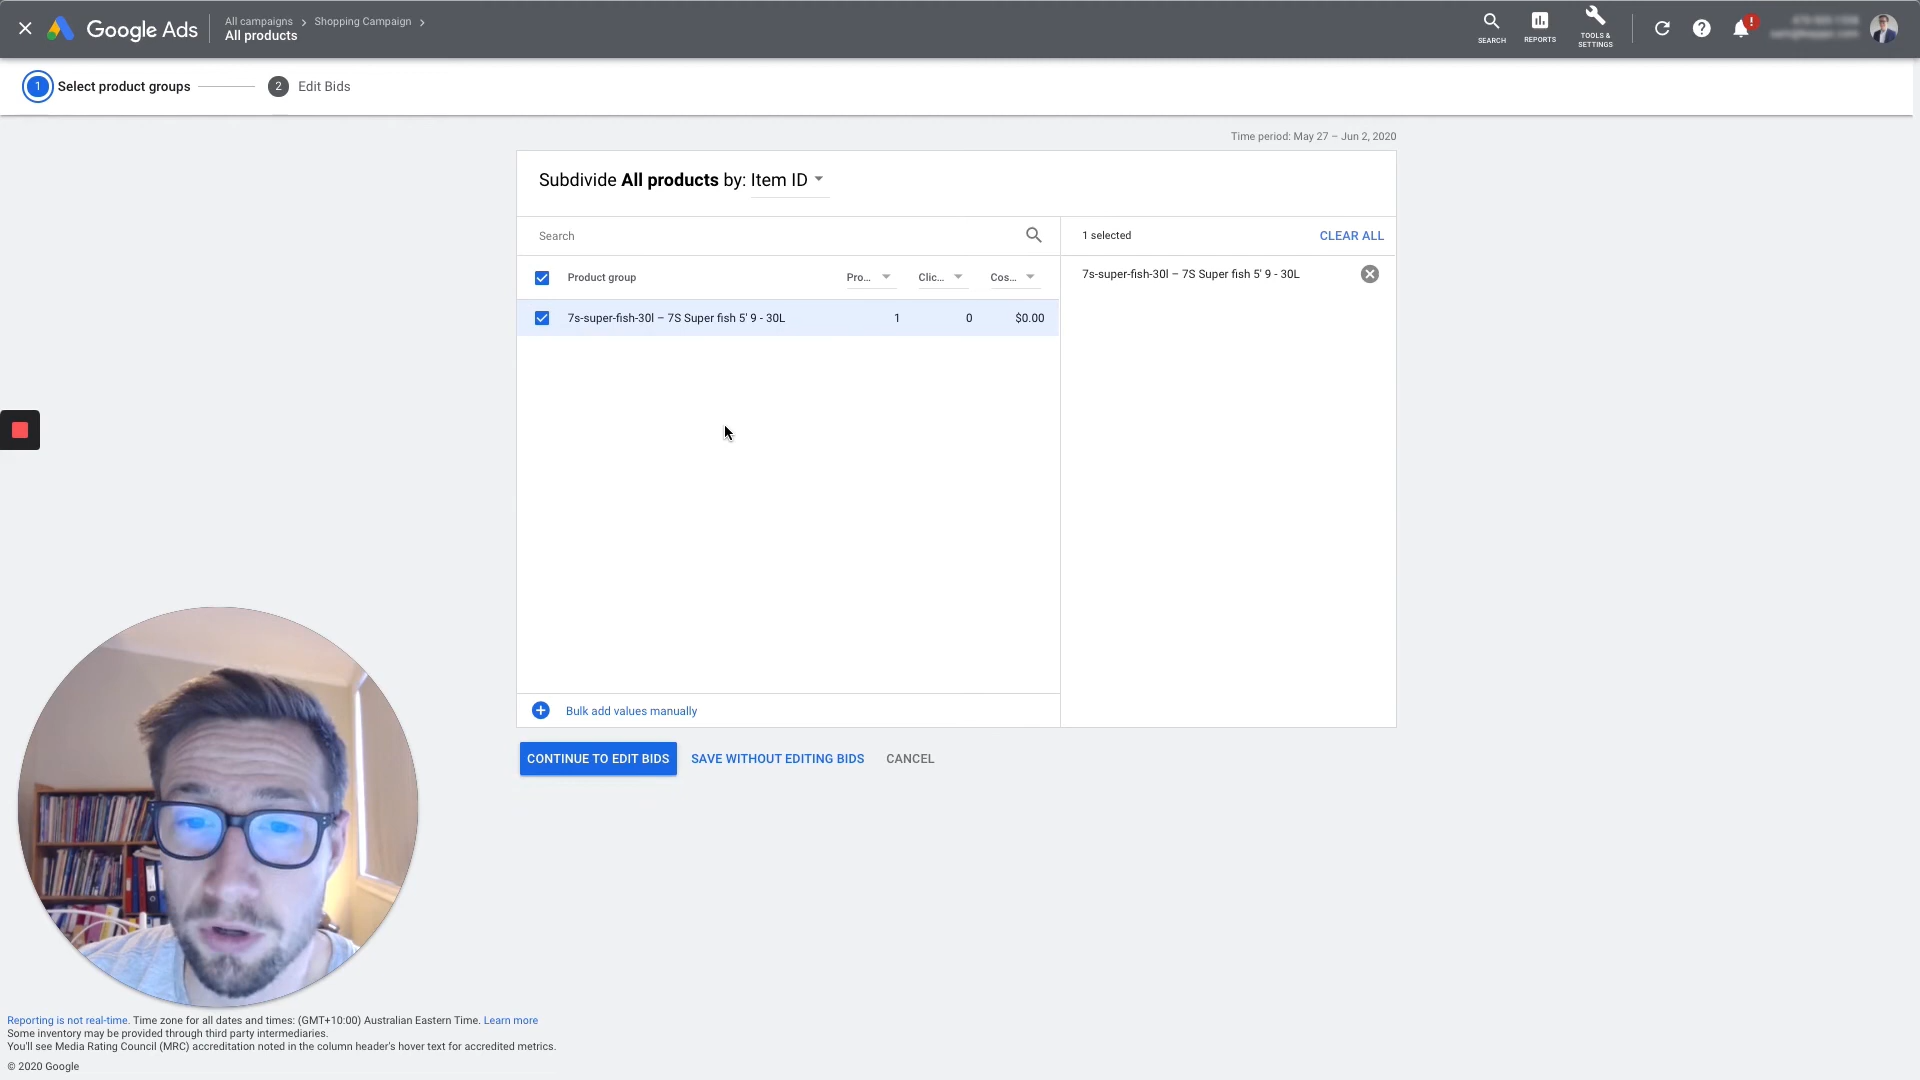 Google Ads
All campaigns > Shopping Campaign >
All products
SEARCH
REPORTS
TOOLS & SETTINGS
!
1 Select product groups
2 Edit Bids
Time period: May 27 – Jun 2, 2020
Subdivide All products by: Item ID
Search
1 selected
CLEAR ALL
Product group
Pro...
Clic...
Cos...
7s-super-fish-30l – 7S Super fish 5' 9 - 30L
7s-super-fish-30l – 7S Super fish 5' 9 - 30L 1 0 $0.00
Bulk add values manually
CONTINUE TO EDIT BIDS
SAVE WITHOUT EDITING BIDS
CANCEL
Reporting is not real-time. Time zone for all dates and times: (GMT+10:00) Australian Eastern Time. Learn more
Some inventory may be provided through third party intermediaries.
You'll see Media Rating Council (MRC) accreditation noted in the column header's hover text for accredited metrics.
© 2020 Google